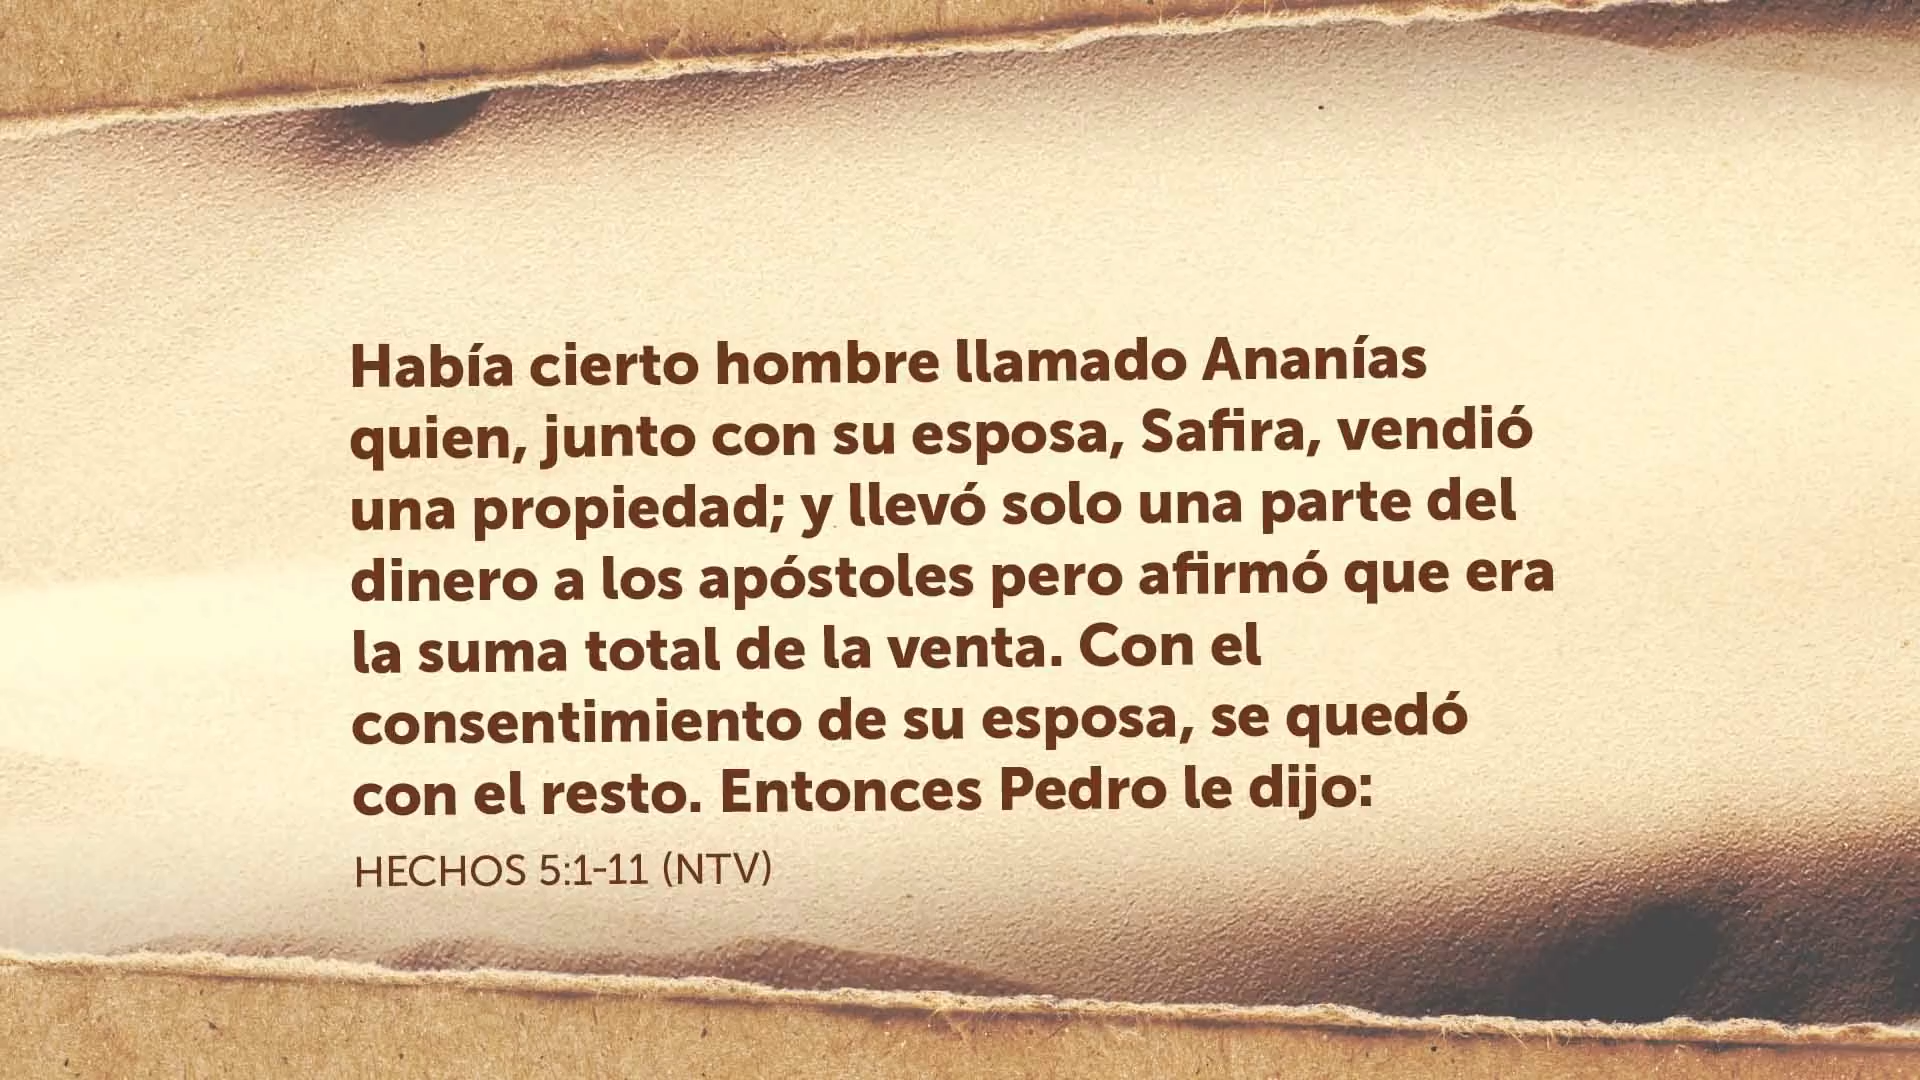 Había cierto hombre llamado Ananías
quien, junto con su esposa, Safira, vendió
una propiedad; y llevó solo una parte del
dinero a los apóstoles pero afirmó que era
la suma total de la venta. Con el
consentimiento de su esposa, se quedó
con el resto. Entonces Pedro le dijo:
HECHOS 5:1-11 (NTV)